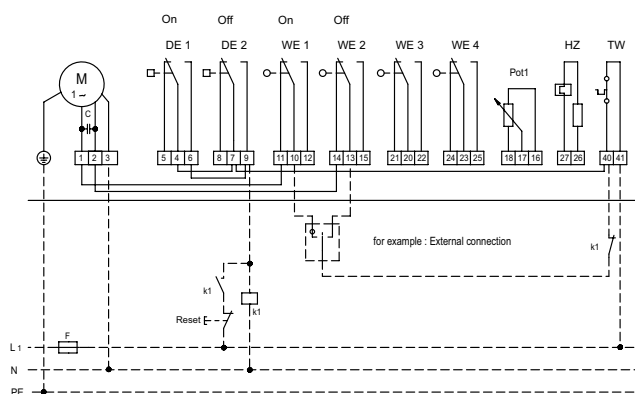 On Off On Off
DE 1 DE 2 WE 1 WE 2 WE 3 WE 4 HZ TW
M
1 ~
C
Pot1
1 2 3 5 4 6 8 7 9 11 10 12 14 13 15 21 20 22 24 23 25 18 17 16 27 26 40 41
for example : External connection
k1
k1 k1
Reset
F
L1
N
PE